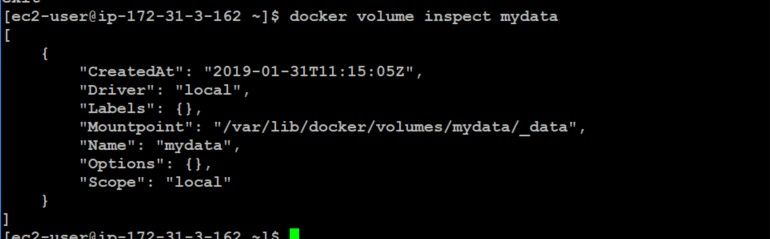 exit
[ec2-user@ip-172-31-3-162 ~]$ docker volume inspect mydata
[
    {
        "CreatedAt": "2019-01-31T11:15:05Z",
        "Driver": "local",
        "Labels": {},
        "Mountpoint": "/var/lib/docker/volumes/mydata/_data",
        "Name": "mydata",
        "Options": {},
        "Scope": "local"
    }
]
[ec2-user@ip-172-31-3-162 ~]$